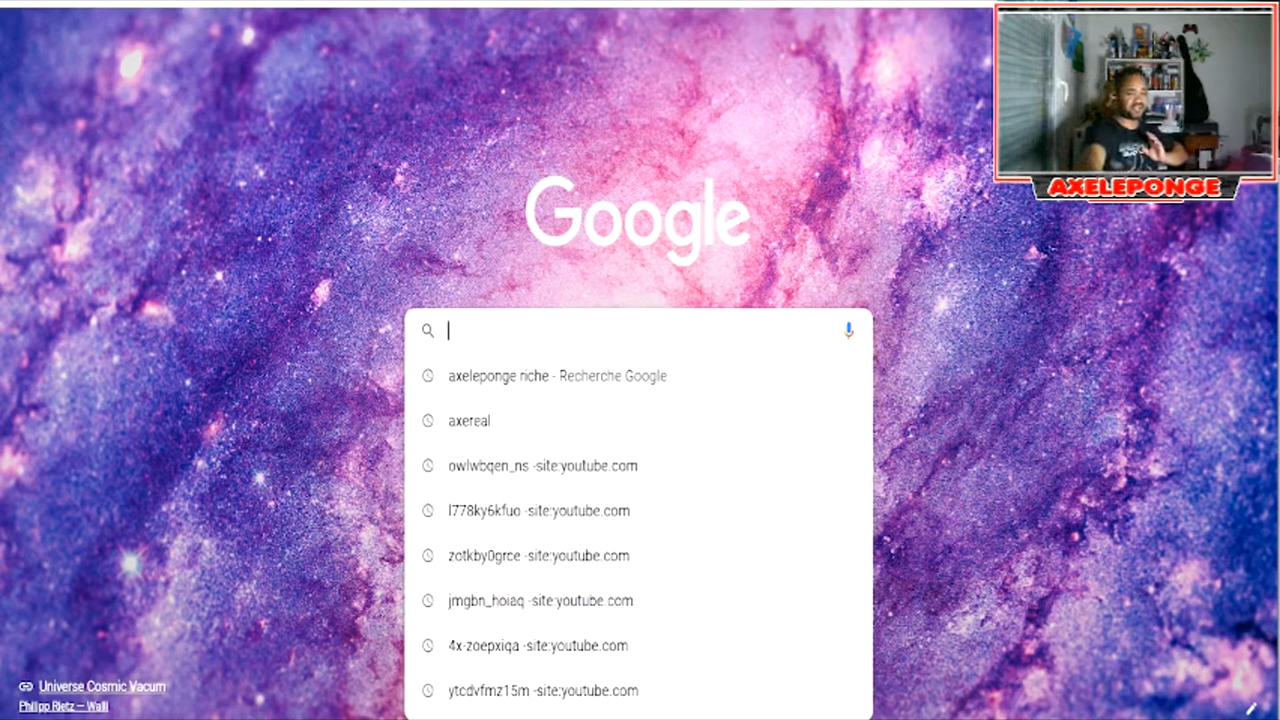 AXELEPONGE
Google
axeleponge riche - Recherche Google
axereal
owlwbqen_ns -site:youtube.com
l778ky6kfuo -site:youtube.com
zotkby0grce -site:youtube.com
jmgbn_hoiaq -site:youtube.com
4x-zoepxiqa -site:youtube.com
ytcdvfmz15m -site:youtube.com
Universe Cosmic Vacum
Philipp Rietz — Walli